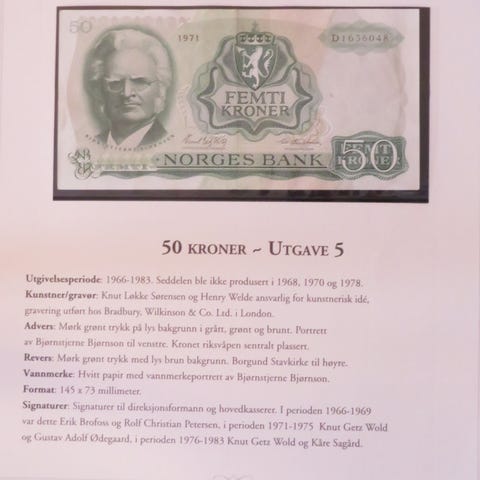 50
1971
D1636048
FEMTI
KRONER
BJØRNSTJERNE BJØRNSON
NORGES BANK
FEMTI
50
KRONER
50 KRONER ~ UTGAVE 5
Utgivelsesperiode: 1966-1983. Seddelen ble ikke produsert i 1968, 1970 og 1978.
Kunstner/gravør: Knut Løkke Sørensen og Henry Welde ansvarlig for kunstnerisk idé,
gravering utført hos Bradbury, Wilkinson & Co. Ltd. i London.
Advers: Mørk grønt trykk på lys bakgrunn i grått, grønt og brunt. Portrett
av Bjørnstjerne Bjørnson til venstre. Kronet riksvåpen sentralt plassert.
Revers: Mørk grønt trykk med lys brun bakgrunn. Borgund Stavkirke til høyre.
Vannmerke: Hvitt papir med vannmerkeportrett av Bjørnstjerne Bjørnson.
Format: 145 x 73 millimeter.
Signaturer: Signaturer til direksjonsformann og hovedkasserer. I perioden 1966-1969
var dette Erik Brofoss og Rolf Christian Petersen, i perioden 1971-1975 Knut Getz Wold
og Gustav Adolf Ødegaard, i perioden 1976-1983 Knut Getz Wold og Kåre Sagård.